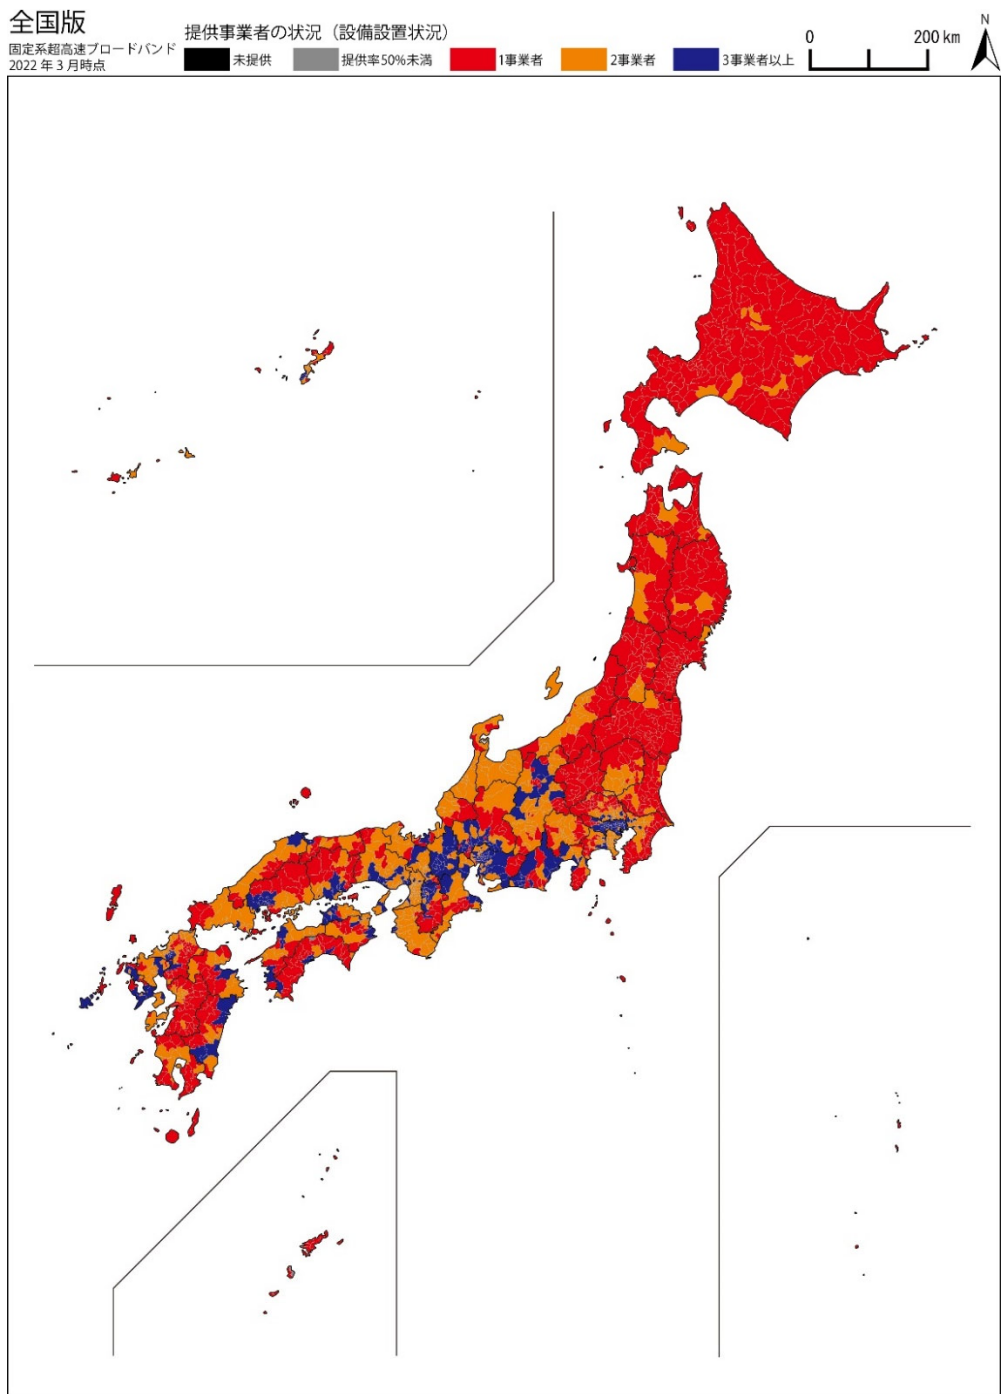 全国版
固定系超高速ブロードバンド
2022年3月時点
提供事業者の状況（設備設置状況）
未提供
提供率50%未満
1事業者
2事業者
3事業者以上
0 200 km
N